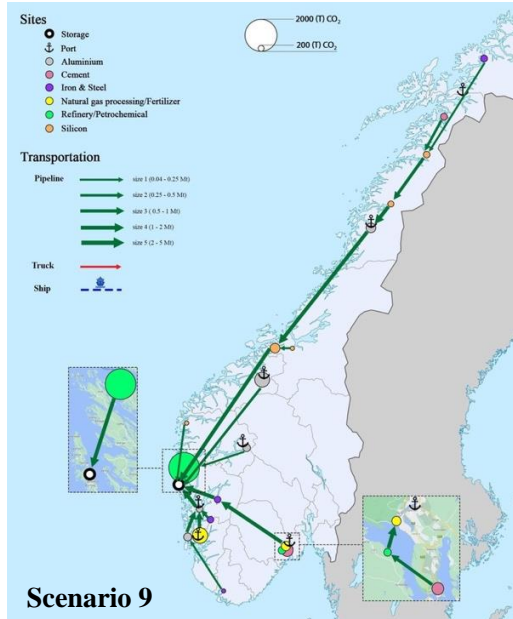 Sites
Storage
Port
Aluminium
Cement
Iron & Steel
Natural gas processing/Fertilizer
Refinery/Petrochemical
Silicon
2000 (T) CO₂
200 (T) CO₂
Transportation
Pipeline
size 1 (0.04 - 0.25 Mt)
size 2 (0.25 - 0.5 Mt)
size 3 ( 0.5 - 1 Mt)
size 4 (1 - 2 Mt)
size 5 (2 - 5 Mt)
Truck
Ship
Scenario 9